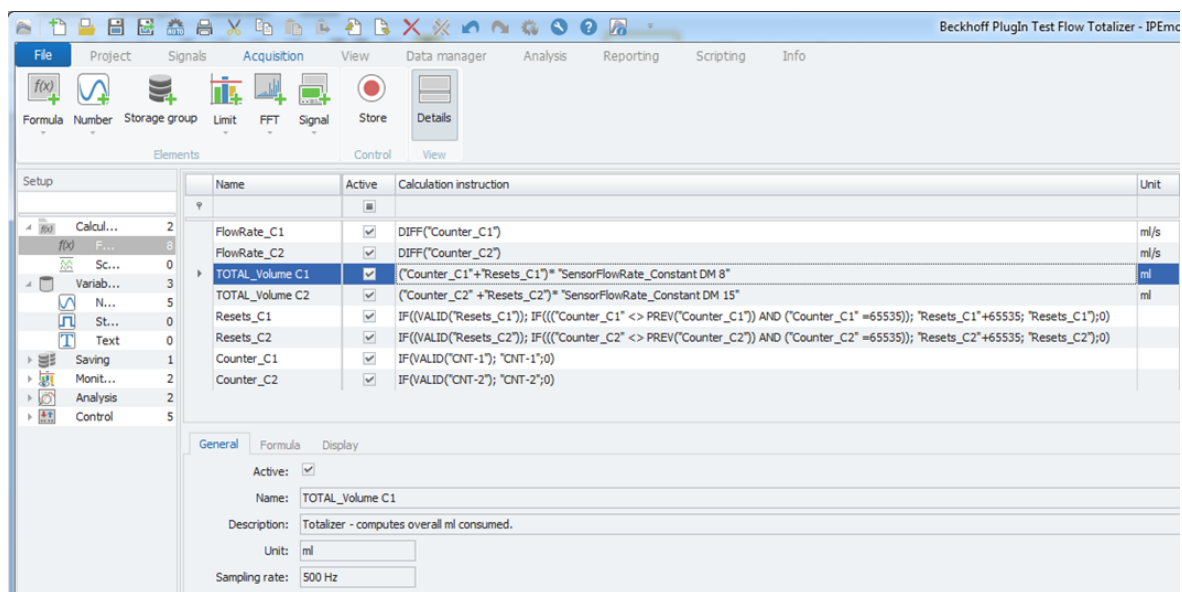 Beckhoff PlugIn Test Flow Totalizer - IPEmo
File Project Signals Acquisition View Data manager Analysis Reporting Scripting Info
f(x)
AUTO
Formula Number Storage group Limit FFT Signal Store Details
Elements Control View
Setup
Name Active Calculation instruction Unit
f(x) Calcul... 2
f(x) F... 8
Sc... 0
Variab... 3
N... 5
St... 0
T Text 0
Saving 1
Monit... 2
Analysis 2
Control 5
FlowRate_C1 DIFF("Counter_C1") ml/s
FlowRate_C2 DIFF("Counter_C2") ml/s
TOTAL_Volume C1 ("Counter_C1"+"Resets_C1")* "SensorFlowRate_Constant DM 8" ml
TOTAL_Volume C2 ("Counter_C2" +"Resets_C2")* "SensorFlowRate_Constant DM 15" ml
Resets_C1 IF((VALID("Resets_C1")); IF((("Counter_C1" <> PREV("Counter_C1")) AND ("Counter_C1" =65535)); "Resets_C1"+65535; "Resets_C1");0)
Resets_C2 IF((VALID("Resets_C2")); IF((("Counter_C2" <> PREV("Counter_C2")) AND ("Counter_C2" =65535)); "Resets_C2"+65535; "Resets_C2");0)
Counter_C1 IF(VALID("CNT-1"); "CNT-1";0)
Counter_C2 IF(VALID("CNT-2"); "CNT-2";0)
General Formula Display
Active:
Name: TOTAL_Volume C1
Description: Totalizer - computes overall ml consumed.
Unit: ml
Sampling rate: 500 Hz